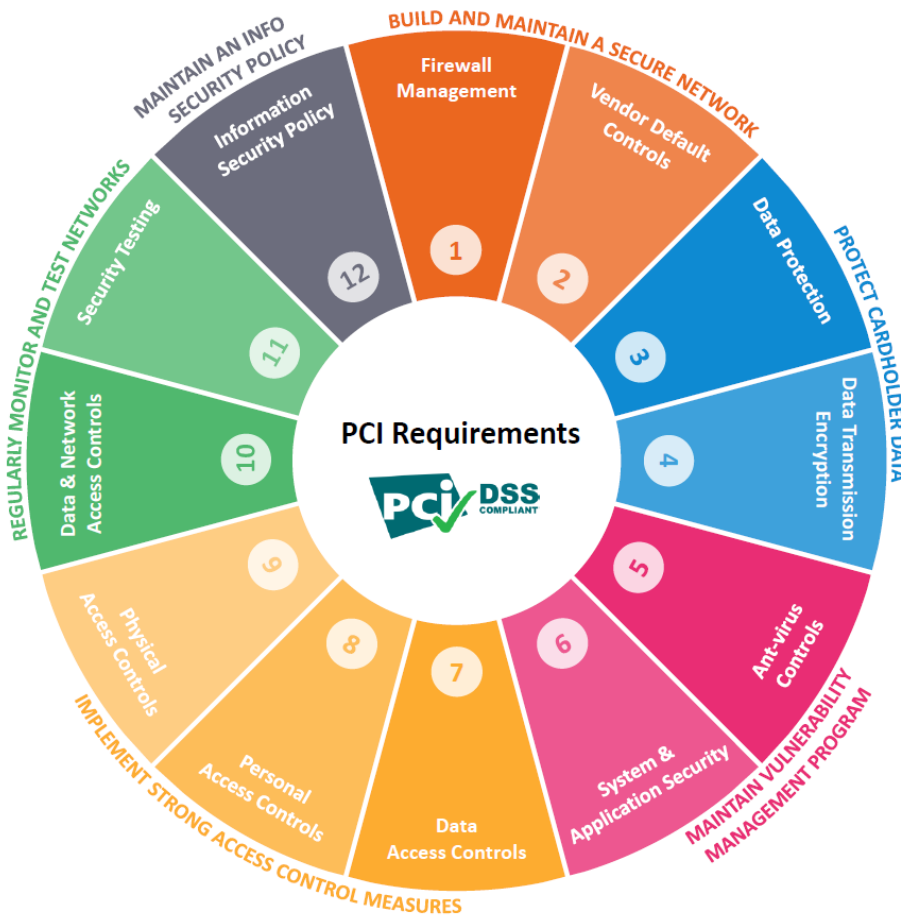 PCI Requirements
PCi
DSS
COMPLIANT
BUILD AND MAINTAIN A SECURE NETWORK
Firewall
Management
1
Vendor Default
Controls
2
PROTECT CARDHOLDER DATA
Data Protection
3
Data Transmission
Encryption
4
MAINTAIN VULNERABILITY
MANAGEMENT PROGRAM
Ant-virus
Controls
5
System &
Application Security
6
IMPLEMENT STRONG ACCESS CONTROL MEASURES
Data
Access Controls
7
Personal
Access Controls
8
Physical
Access Controls
9
REGULARLY MONITOR AND TEST NETWORKS
Data & Network
Access Controls
10
Security Testing
11
MAINTAIN AN INFO
SECURITY POLICY
Information
Security Policy
12